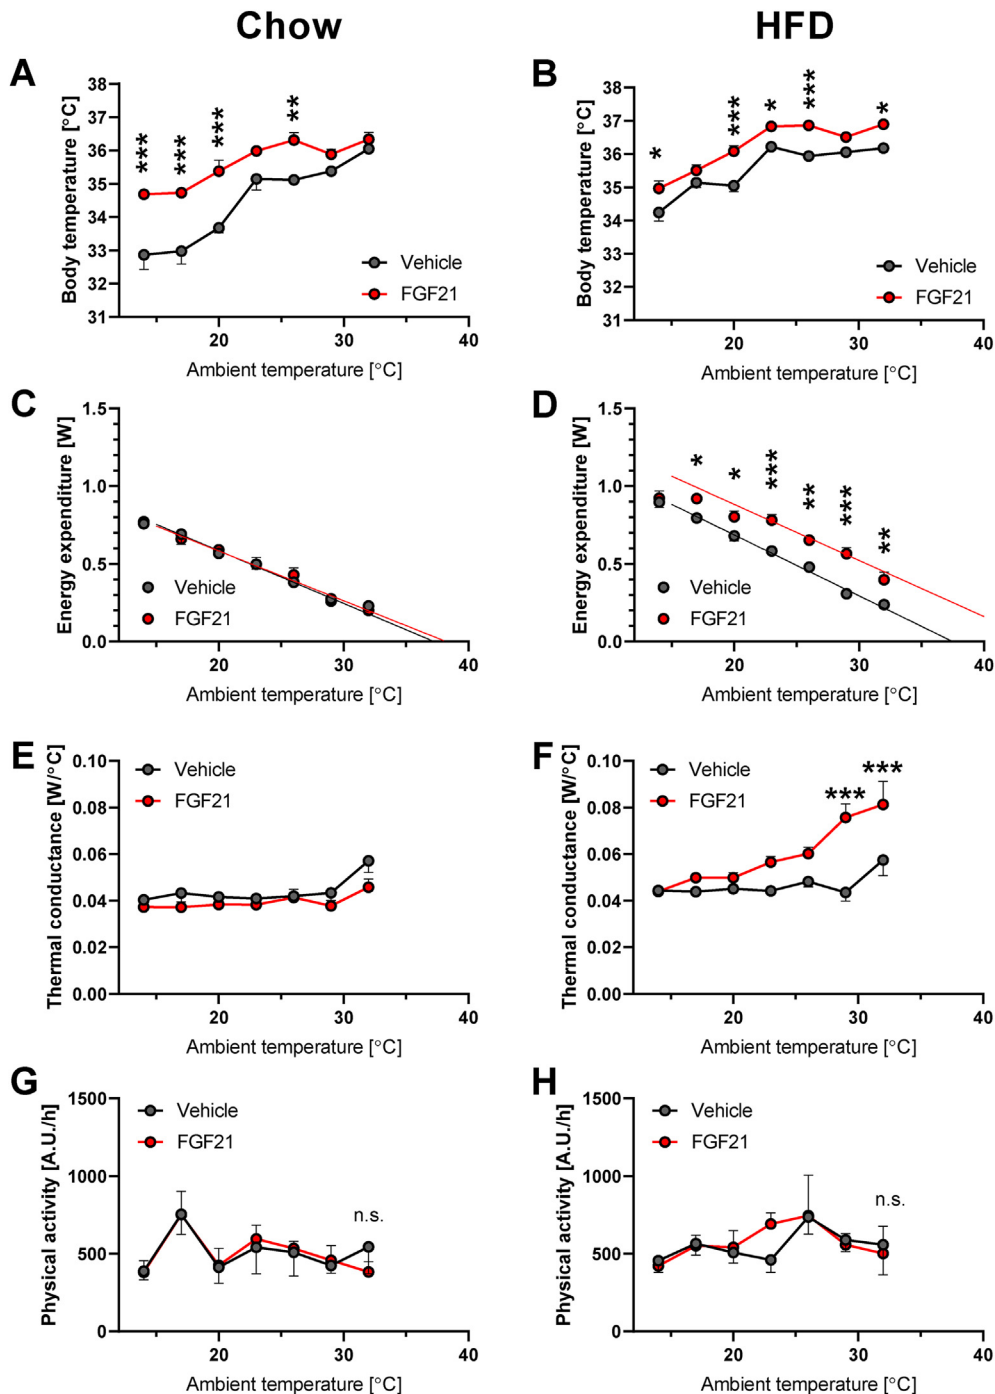 Chow
HFD
A
Body temperature [°C]
38
37
36
35
34
33
32
31
***
***
***
**
Vehicle
FGF21
20
30
40
Ambient temperature [°C]
B
Body temperature [°C]
38
37
36
35
34
33
32
31
*
***
*
***
*
Vehicle
FGF21
20
30
40
Ambient temperature [°C]
C
Energy expenditure [W]
1.5
1.0
0.5
0.0
Vehicle
FGF21
20
30
40
Ambient temperature [°C]
D
Energy expenditure [W]
1.5
1.0
0.5
0.0
*
*
***
**
***
**
Vehicle
FGF21
20
30
40
Ambient temperature [°C]
E
Thermal conductance [W/°C]
0.10
0.08
0.06
0.04
0.02
0.00
Vehicle
FGF21
20
30
40
Ambient temperature [°C]
F
Thermal conductance [W/°C]
0.10
0.08
0.06
0.04
0.02
0.00
Vehicle
FGF21
***
***
20
30
40
Ambient temperature [°C]
G
Physical activity [A.U./h]
1500
1000
500
0
Vehicle
FGF21
n.s.
20
30
40
Ambient temperature [°C]
H
Physical activity [A.U./h]
1500
1000
500
0
Vehicle
FGF21
n.s.
20
30
40
Ambient temperature [°C]